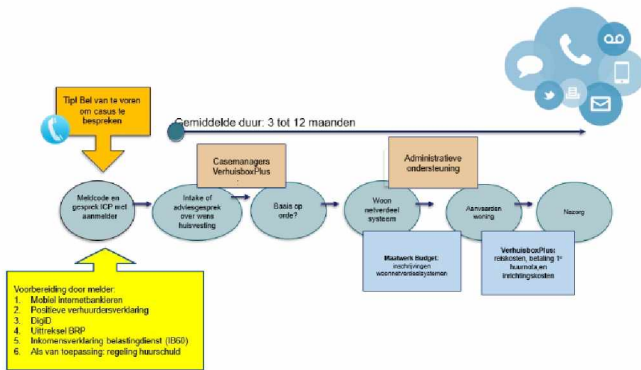 Tip! Bel van te voren
om casus te
bespreken
Gemiddelde duur: 3 tot 12 maanden
Casemanagers
VerhuisboxPlus
Administratieve
ondersteuning
Meldcode en
gesprek ICP met
aanmelder
Intake of
adviesgesprek
over wens
huisvesting
Basis op
orde?
Woon
netverdeel
systeem
Aanvaarden
woning
Nazorg
Maatwerk Budget:
inschrijvingen
woonnetverdeelsystemen
VerhuisboxPlus:
reiskosten, betaling 1e
huurnota,en
inrichtingskosten
Voorbereiding door melder:
1. Mobiel internetbankieren
2. Positieve verhuurdersverklaring
3. DigiD
4. Uittreksel BRP
5. Inkomensverklaring belastingdienst (IB60)
6. Als van toepassing: regeling huurschuld